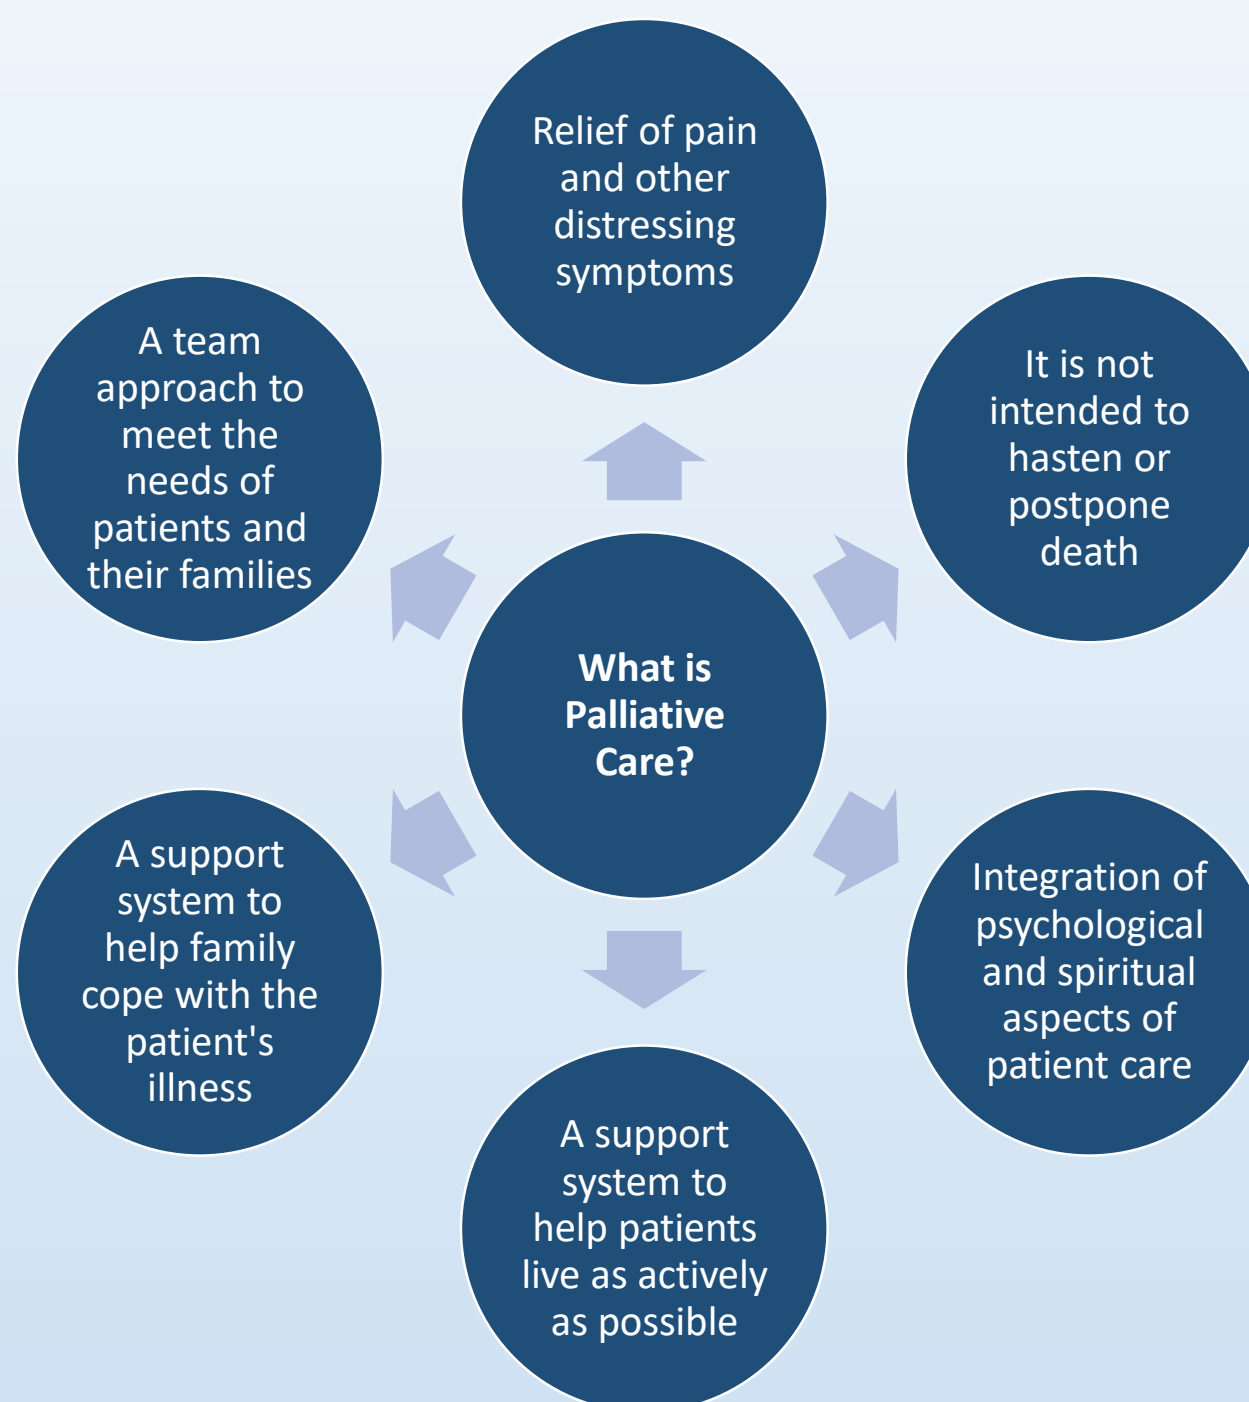 Relief of pain
and other
distressing
symptoms
It is not
intended to
hasten or
postpone
death
Integration of
psychological
and spiritual
aspects of
patient care
A support
system to
help patients
live as actively
as possible
A support
system to
help family
cope with the
patient's
illness
A team
approach to
meet the
needs of
patients and
their families
What is
Palliative
Care?